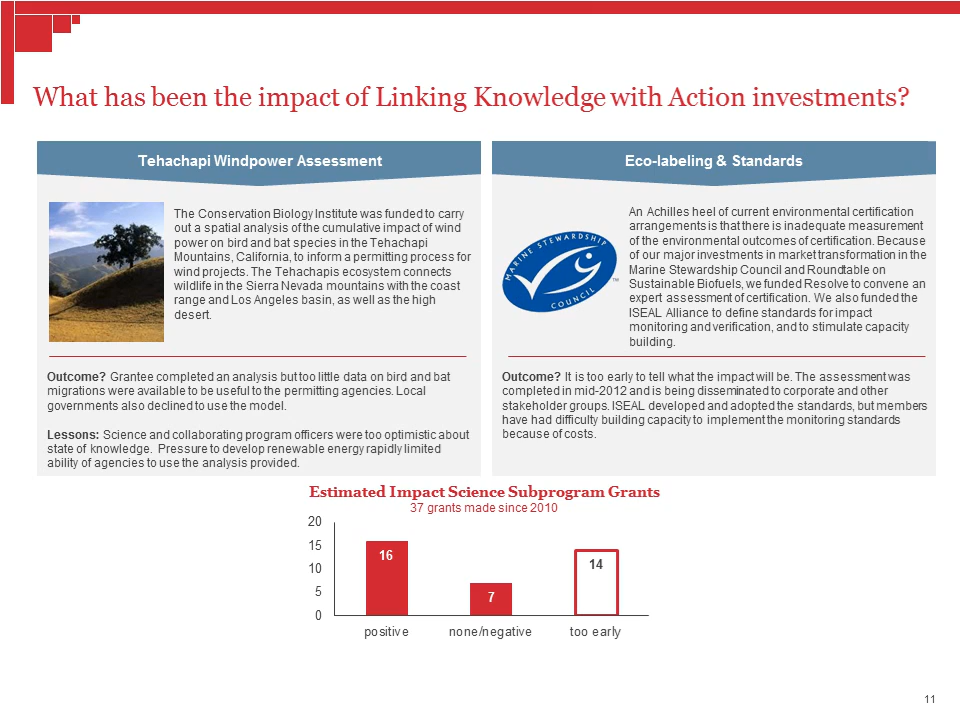 What has been the impact of Linking Knowledge with Action investments?
Tehachapi Windpower Assessment
The Conservation Biology Institute was funded to carry
out a spatial analysis of the cumulative impact of wind
power on bird and bat species in the Tehachapi
Mountains, California, to inform a permitting process for
wind projects. The Tehachapis ecosystem connects
wildlife in the Sierra Nevada mountains with the coast
range and Los Angeles basin, as well as the high
desert.
Outcome? Grantee completed an analysis but too little data on bird and bat
migrations were available to be useful to the permitting agencies. Local
governments also declined to use the model.
Lessons: Science and collaborating program officers were too optimistic about
state of knowledge. Pressure to develop renewable energy rapidly limited
ability of agencies to use the analysis provided.
Eco-labeling & Standards
MARINE STEWARDSHIP
COUNCIL
TM
An Achilles heel of current environmental certification
arrangements is that there is inadequate measurement
of the environmental outcomes of certification. Because
of our major investments in market transformation in the
Marine Stewardship Council and Roundtable on
Sustainable Biofuels, we funded Resolve to convene an
expert assessment of certification. We also funded the
ISEAL Alliance to define standards for impact
monitoring and verification, and to stimulate capacity
building.
Outcome? It is too early to tell what the impact will be. The assessment was
completed in mid-2012 and is being disseminated to corporate and other
stakeholder groups. ISEAL developed and adopted the standards, but members
have had difficulty building capacity to implement the monitoring standards
because of costs.
Estimated Impact Science Subprogram Grants
37 grants made since 2010
20
15
10
5
0
16
7
14
positive
none/negative
too early
11